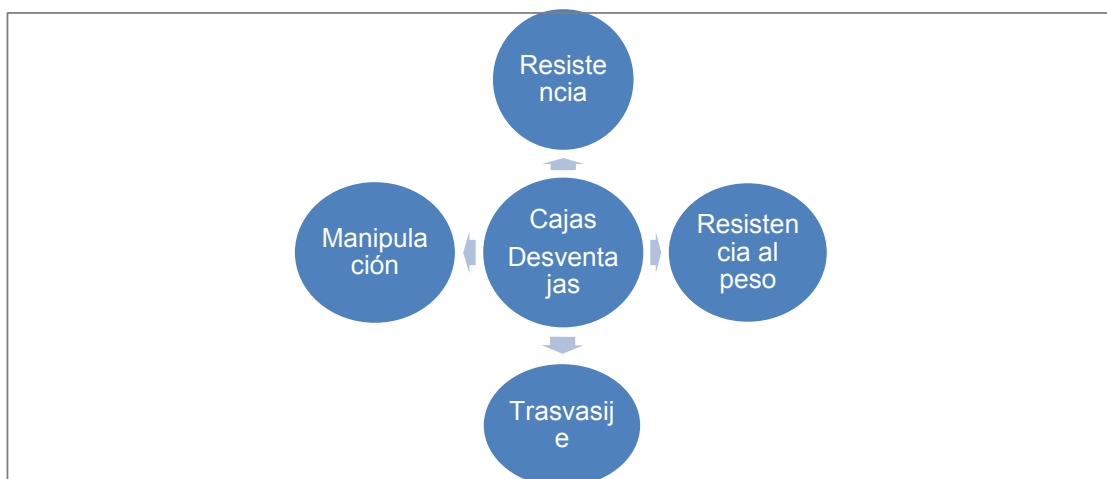 Resiste
ncia
Manipula
ción
Cajas
Desventa
jas
Resisten
cia al
peso
Trasvasij
e